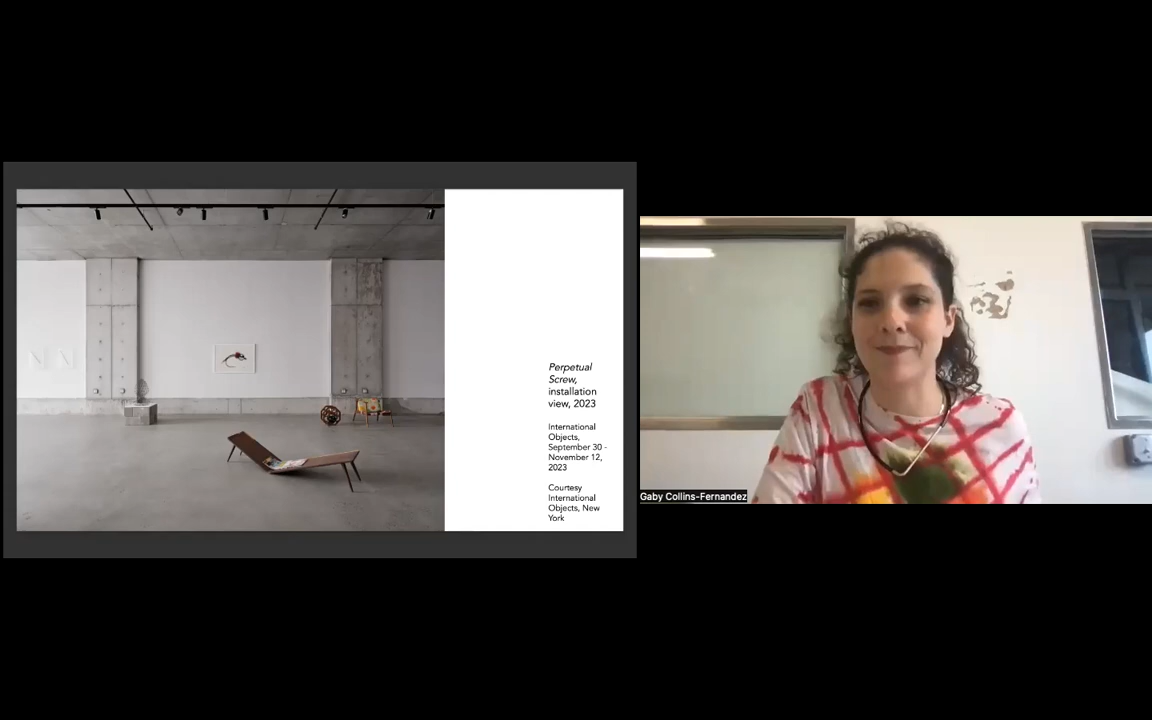 Perpetual
Screw,
installation
view, 2023
International
Objects,
September 30 -
November 12,
2023
Courtesy
International
Objects, New
York
Gaby Collins-Fernandez